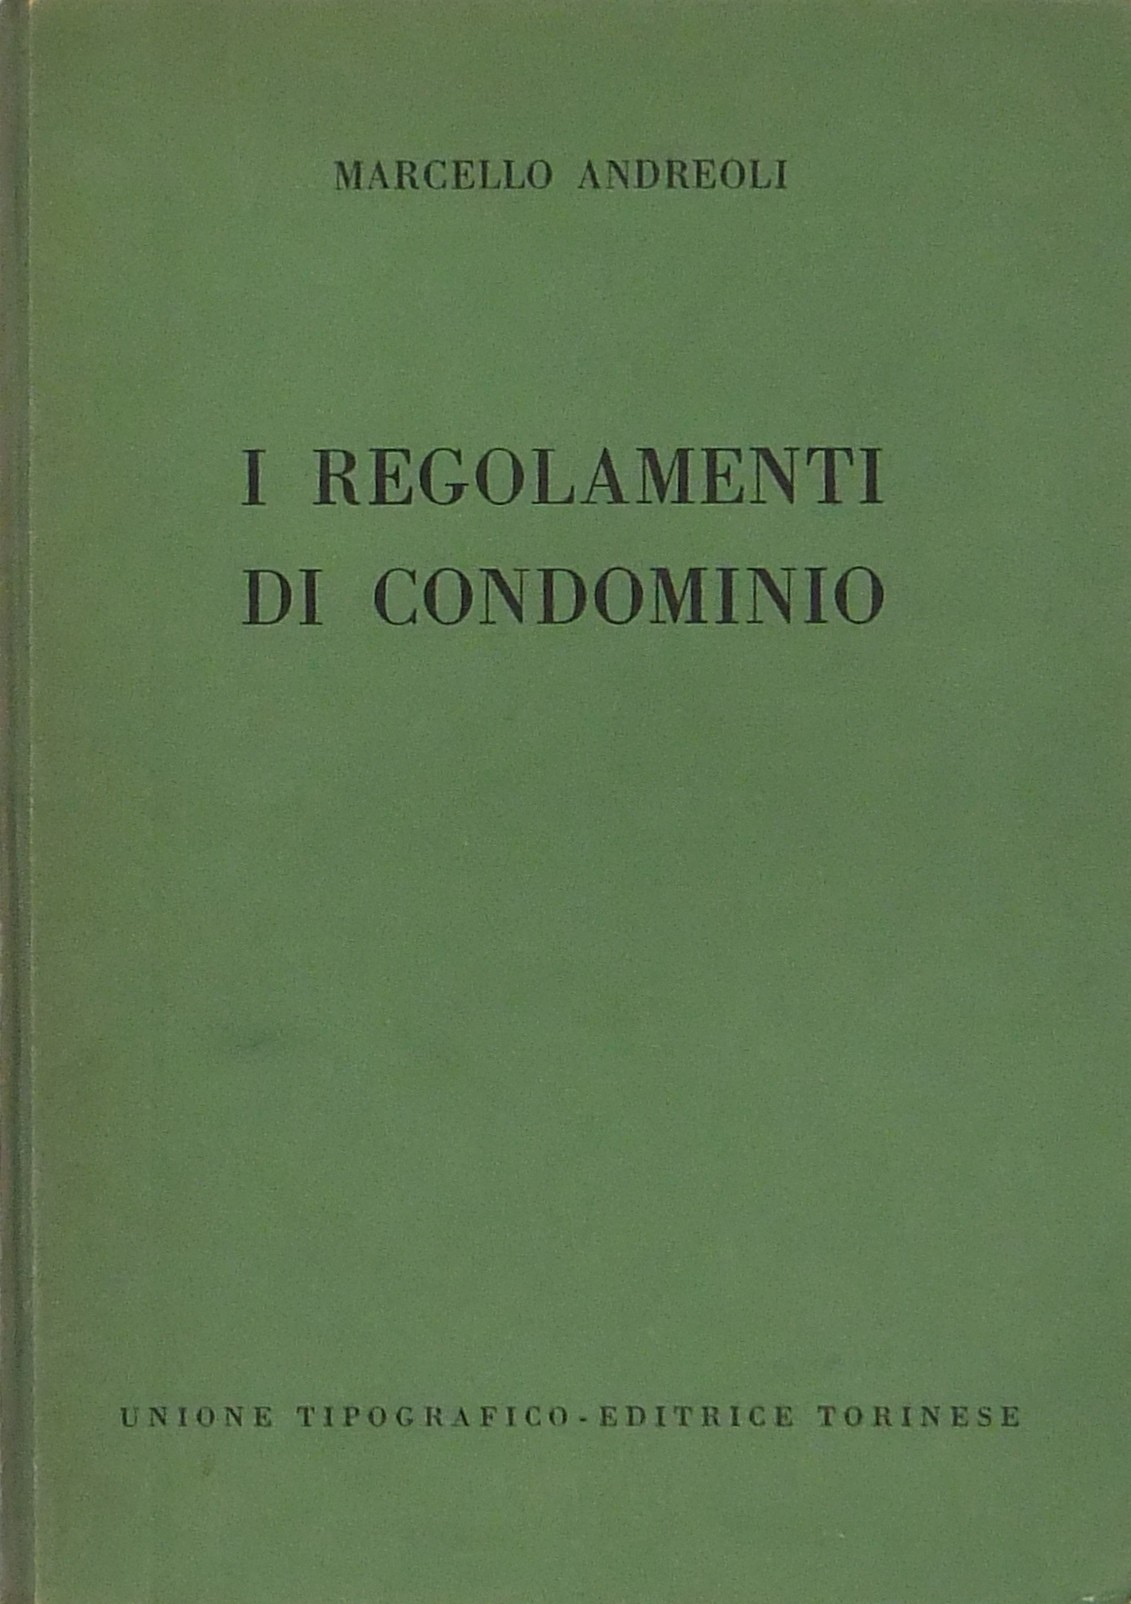 MARCELLO ANDREOLI
I REGOLAMENTI
DI CONDOMINIO
UNIONE TIPOGRAFICO-EDITRICE TORINESE